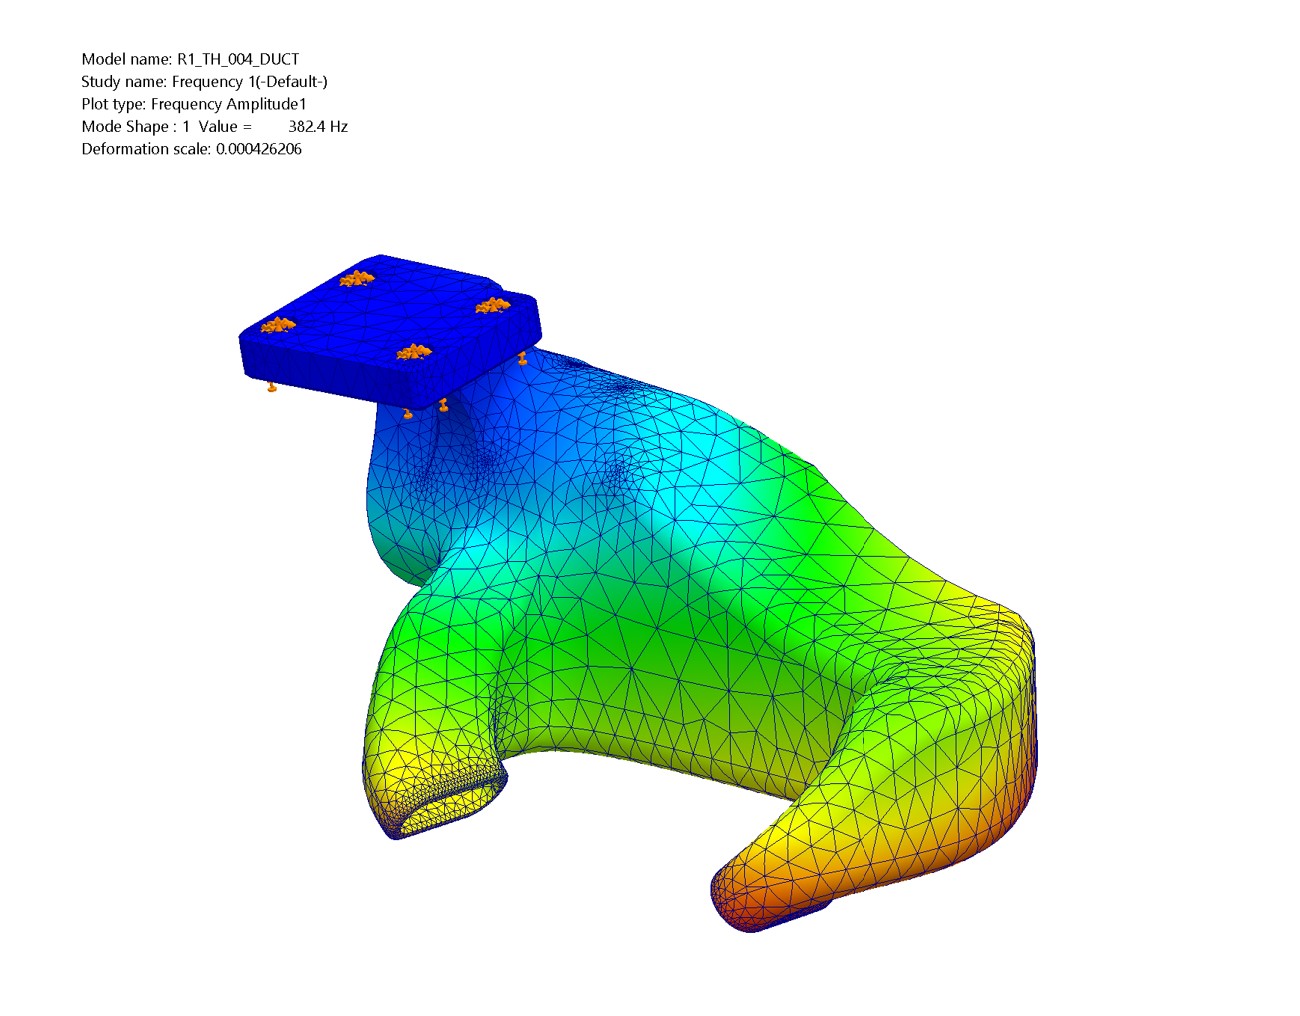 Model name: R1_TH_004_DUCT
Study name: Frequency 1(-Default-)
Plot type: Frequency Amplitude1
Mode Shape : 1 Value = 382.4 Hz
Deformation scale: 0.000426206